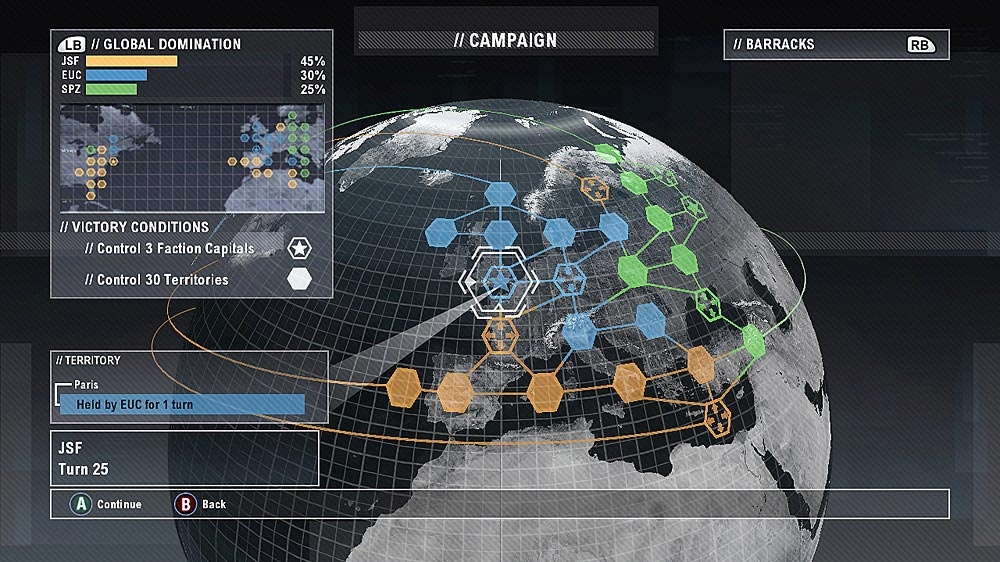 LB // GLOBAL DOMINATION
// CAMPAIGN
// BARRACKS RB
JSF 45%
EUC 30%
SPZ 25%
// VICTORY CONDITIONS
// Control 3 Faction Capitals
// Control 30 Territories
// TERRITORY
Paris
Held by EUC for 1 turn
JSF
Turn 25
A Continue B Back